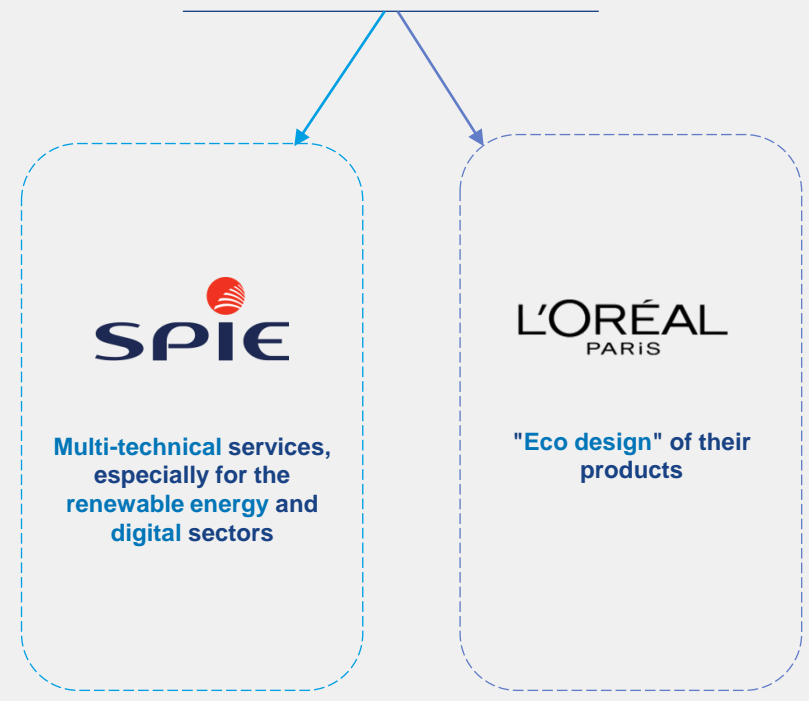 SPIE
Multi-technical services,
especially for the
renewable energy and
digital sectors
L'ORÉAL
PARiS
"Eco design" of their
products